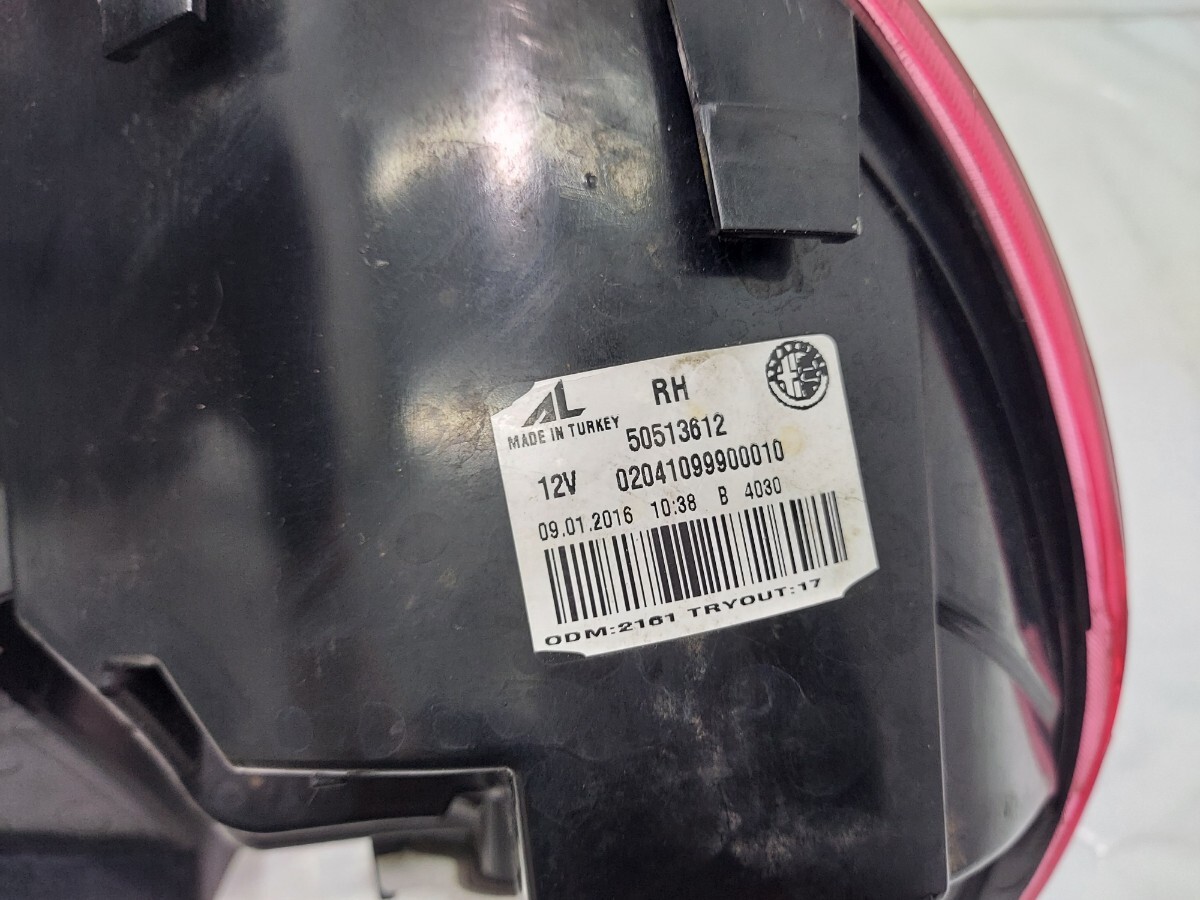 AL RH
MADE IN TURKEY 50513612
12V 02041099900010
09.01.2016 10:38 B 4030
ODM:2161 TRYOUT:17